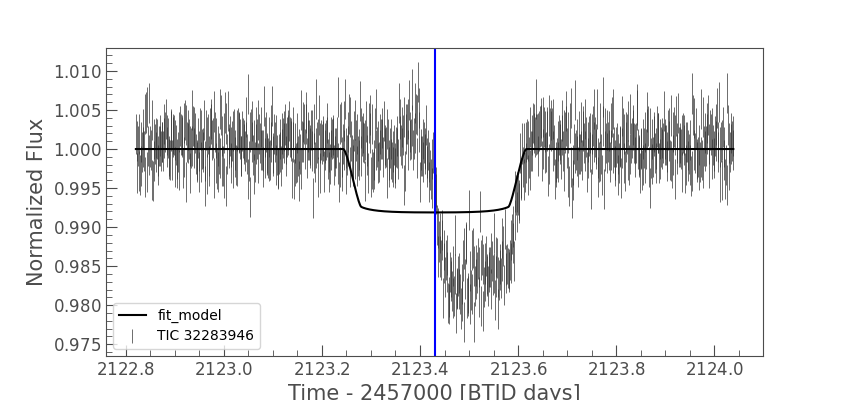 1.010
1.005
1.000
0.995
0.990
0.985
0.980
0.975
Normalized Flux
fit_model
TIC 32283946
2122.8 2123.0 2123.2 2123.4 2123.6 2123.8 2124.0
Time - 2457000 [BTJD days]